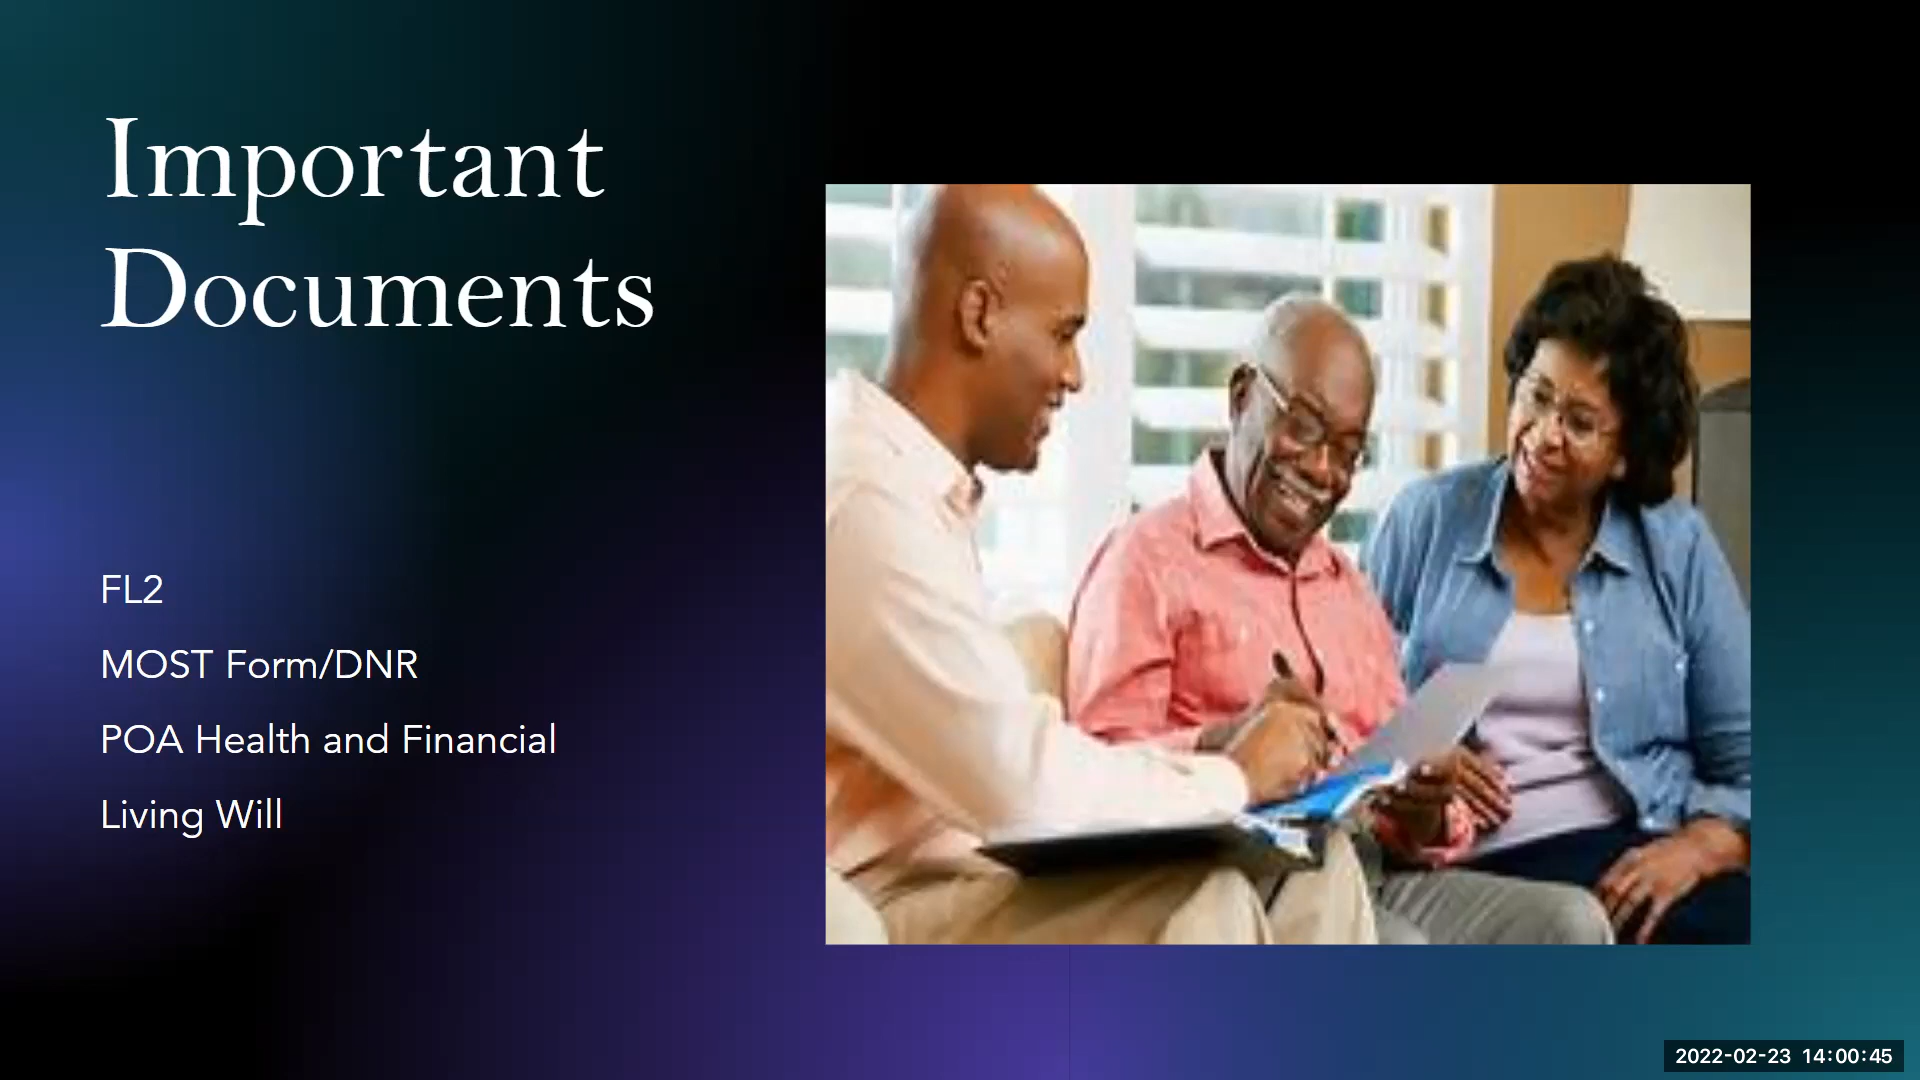 Important
Documents
FL2
MOST Form/DNR
POA Health and Financial
Living Will
2022-02-23 14:00:45